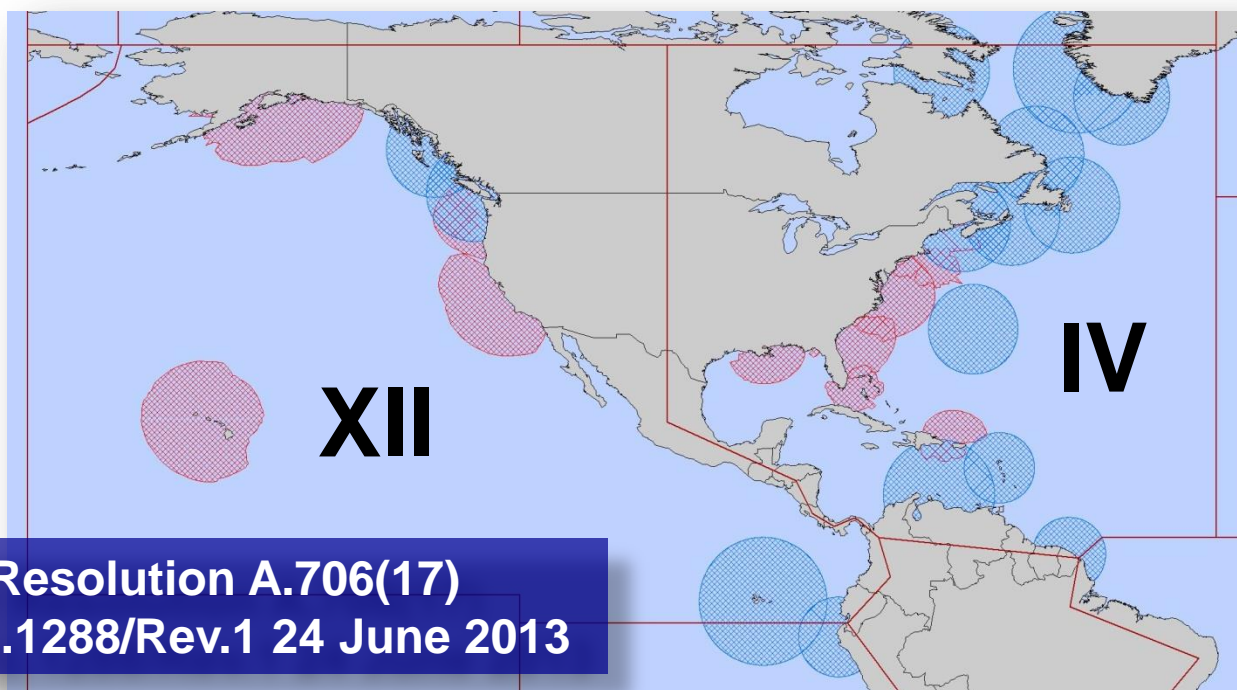 XII
IV
Resolution A.706(17)
.1288/Rev.1 24 June 2013